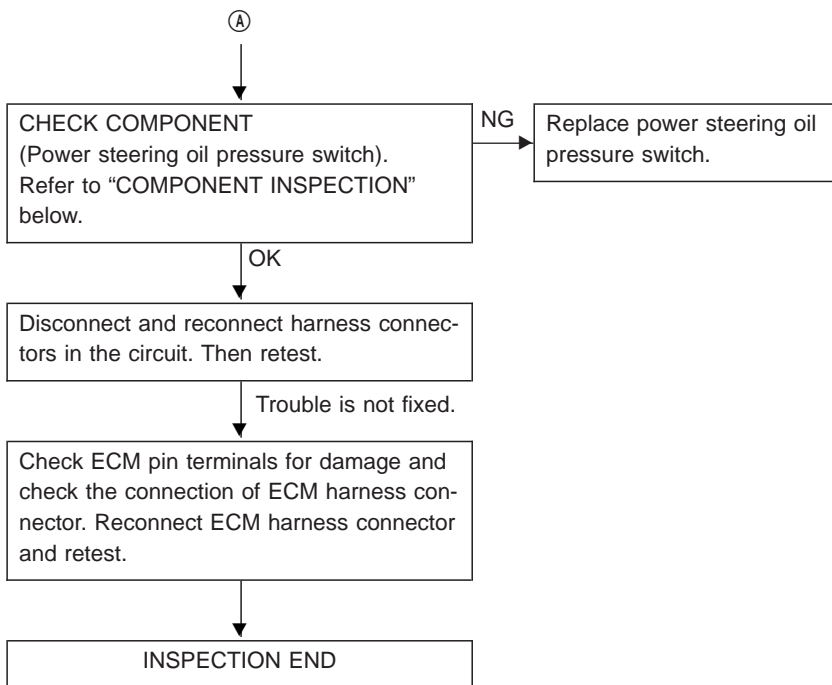 Ⓐ
CHECK COMPONENT
(Power steering oil pressure switch).
Refer to “COMPONENT INSPECTION”
below.
NG
Replace power steering oil
pressure switch.
OK
Disconnect and reconnect harness connec-
tors in the circuit. Then retest.
Trouble is not fixed.
Check ECM pin terminals for damage and
check the connection of ECM harness con-
nector. Reconnect ECM harness connector
and retest.
INSPECTION END